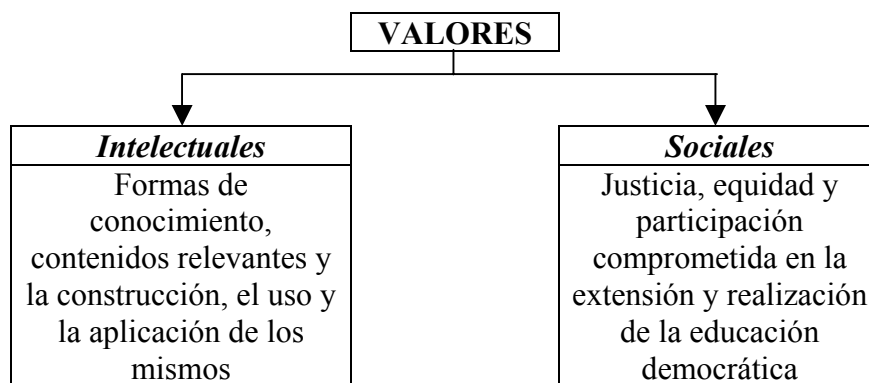 VALORES
Intelectuales
Formas de
conocimiento,
contenidos relevantes y
la construcción, el uso y
la aplicación de los
mismos
Sociales
Justicia, equidad y
participación
comprometida en la
extensión y realización
de la educación
democrática